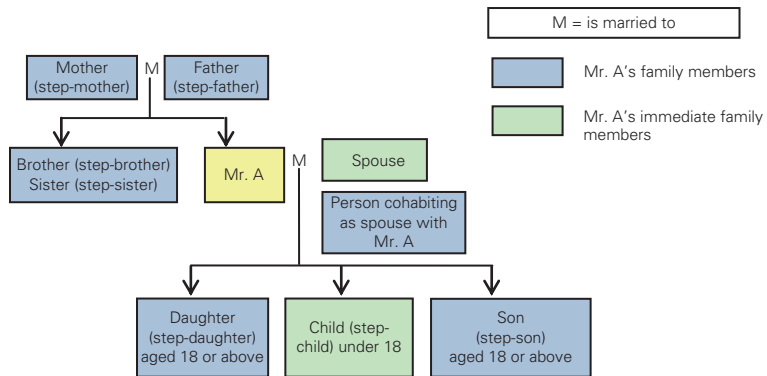 M = is married to
Mother
(step-mother)
M
Father
(step-father)
Mr. A's family members
Mr. A's immediate family
members
Brother (step-brother)
Sister (step-sister)
Mr. A
M
Spouse
Person cohabiting
as spouse with
Mr. A
Daughter
(step-daughter)
aged 18 or above
Child (step-
child) under 18
Son
(step-son)
aged 18 or above